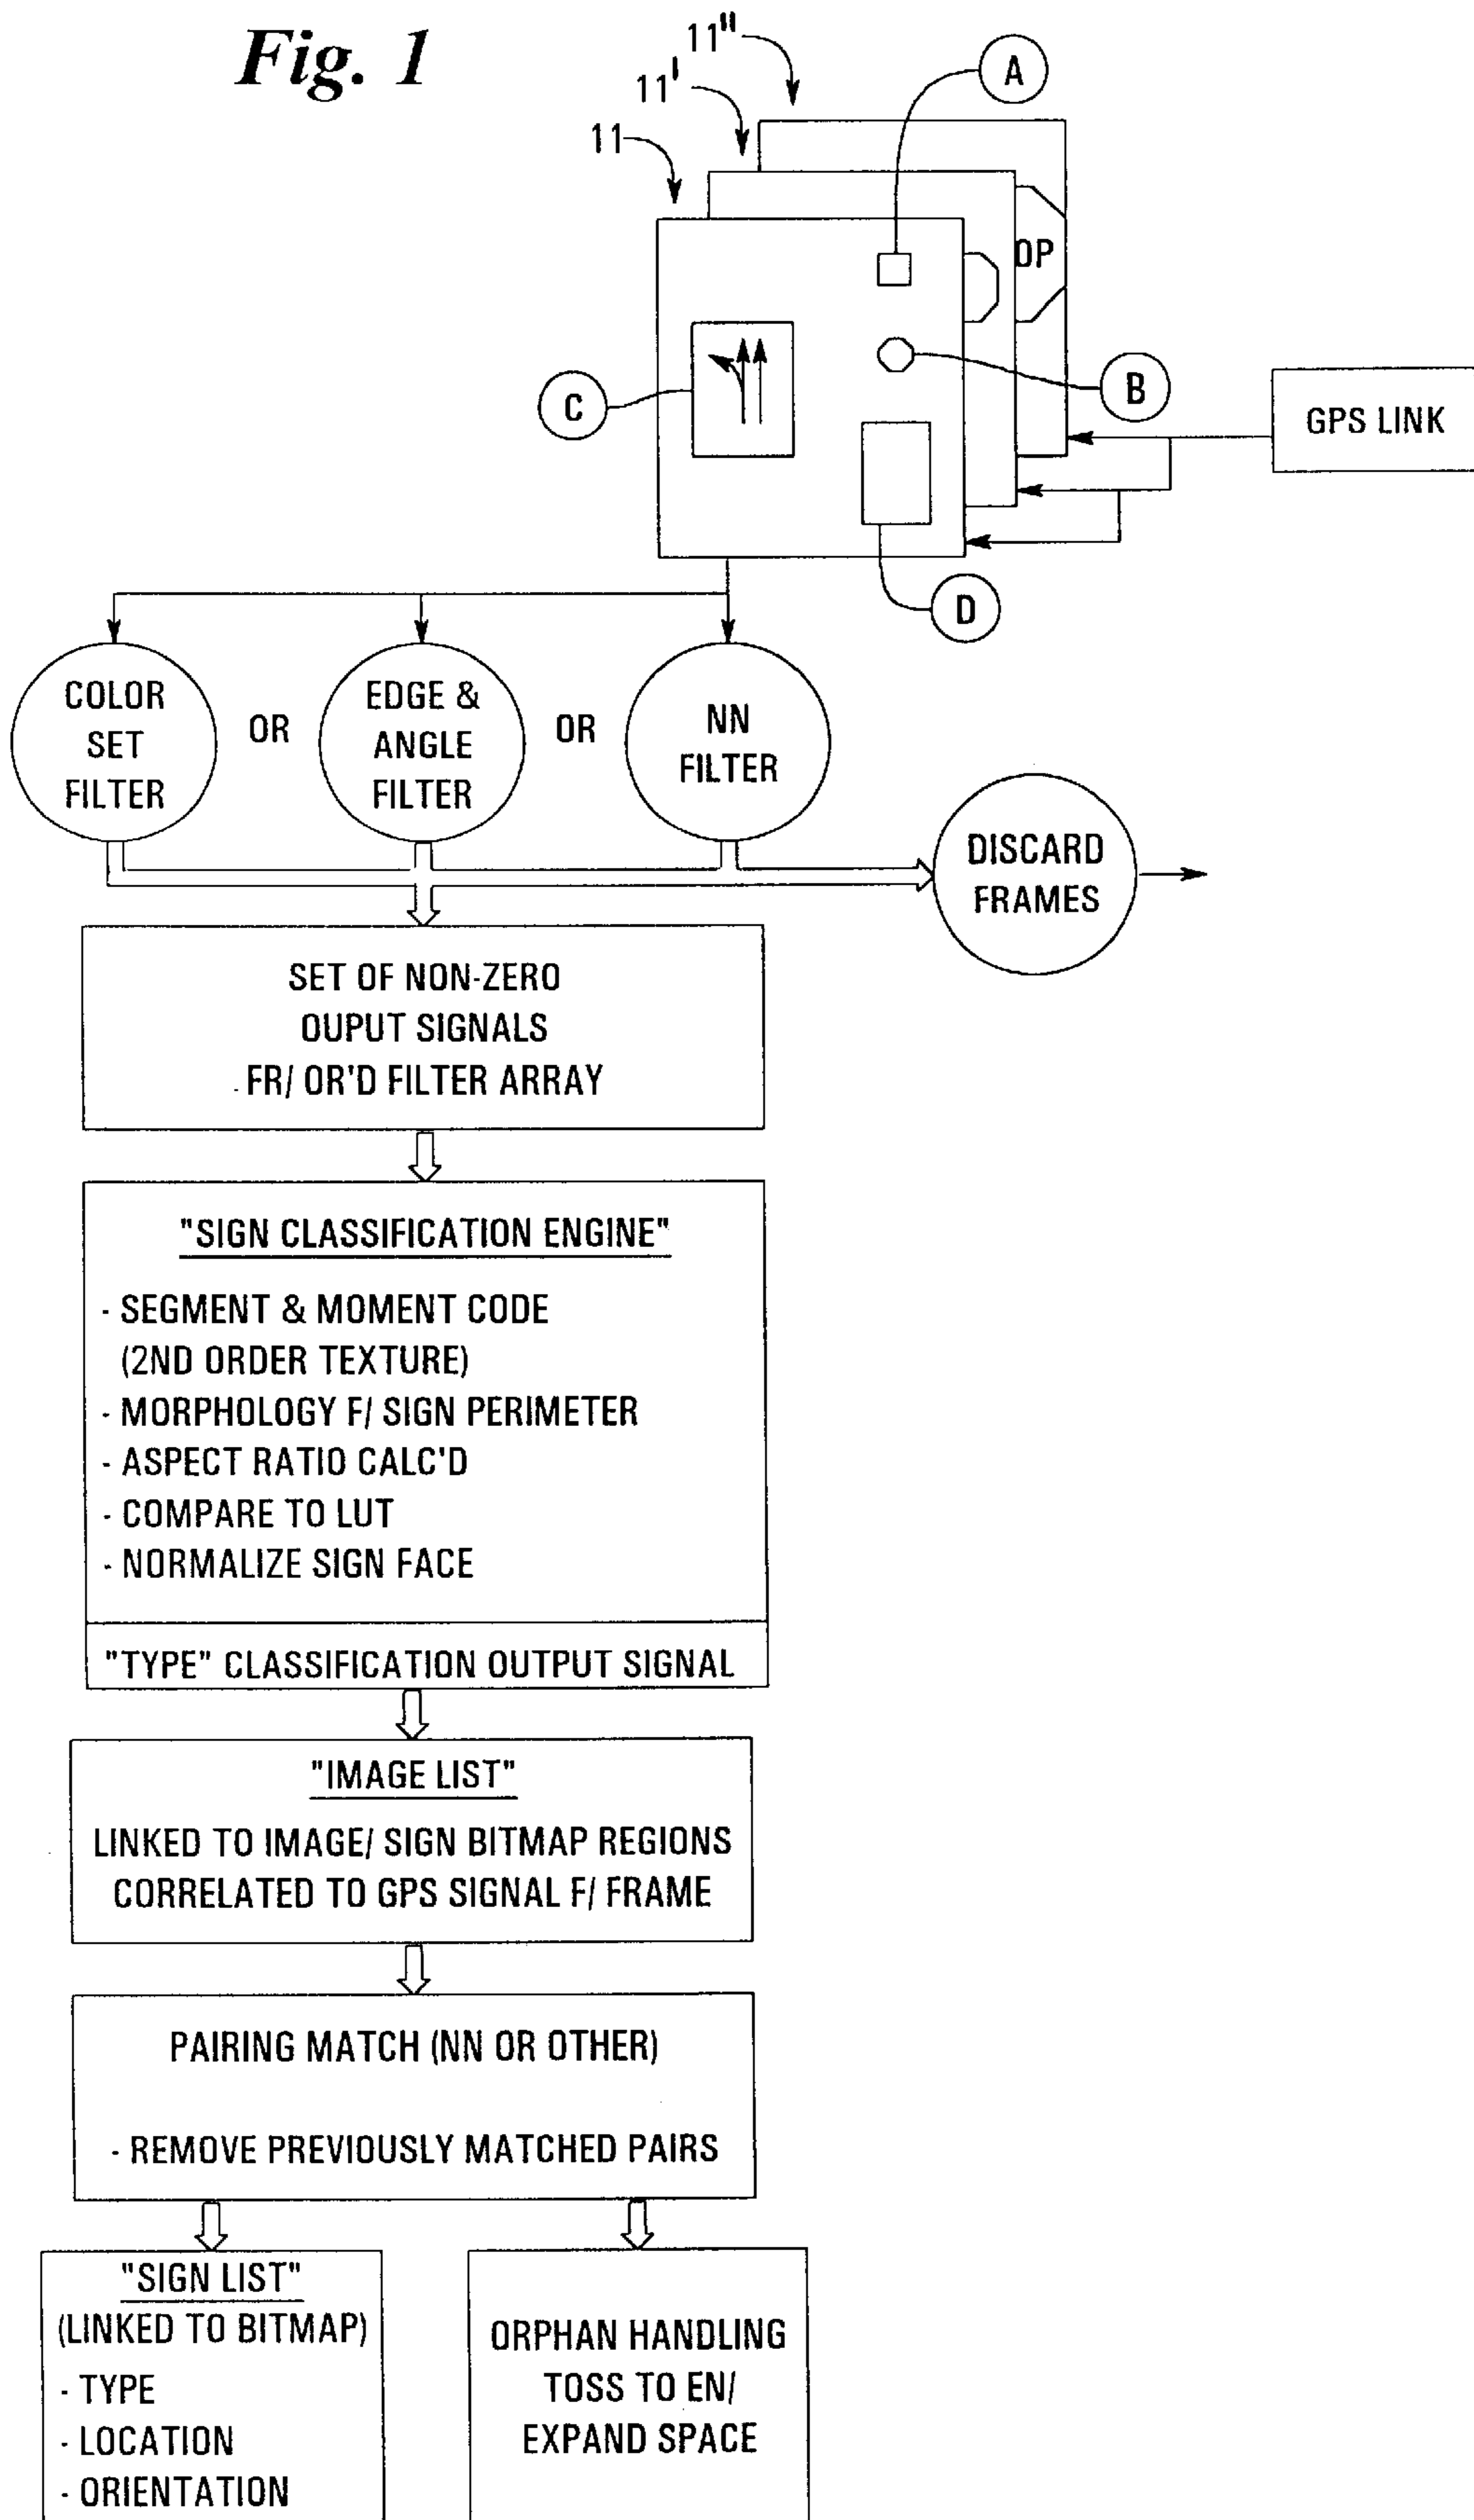 Fig. 1
11"
11'
11
A
OP
B
C
GPS LINK
D
COLOR
SET
FILTER
OR
EDGE &
ANGLE
FILTER
OR
NN
FILTER
DISCARD
FRAMES
SET OF NON-ZERO
OUPUT SIGNALS
FR/ OR'D FILTER ARRAY
"SIGN CLASSIFICATION ENGINE"
- SEGMENT & MOMENT CODE
(2ND ORDER TEXTURE)
- MORPHOLOGY F/ SIGN PERIMETER
- ASPECT RATIO CALC'D
- COMPARE TO LUT
- NORMALIZE SIGN FACE
"TYPE" CLASSIFICATION OUTPUT SIGNAL
"IMAGE LIST"
LINKED TO IMAGE/ SIGN BITMAP REGIONS
CORRELATED TO GPS SIGNAL F/ FRAME
PAIRING MATCH (NN OR OTHER)
- REMOVE PREVIOUSLY MATCHED PAIRS
"SIGN LIST"
(LINKED TO BITMAP)
- TYPE
- LOCATION
- ORIENTATION
ORPHAN HANDLING
TOSS TO EN/
EXPAND SPACE